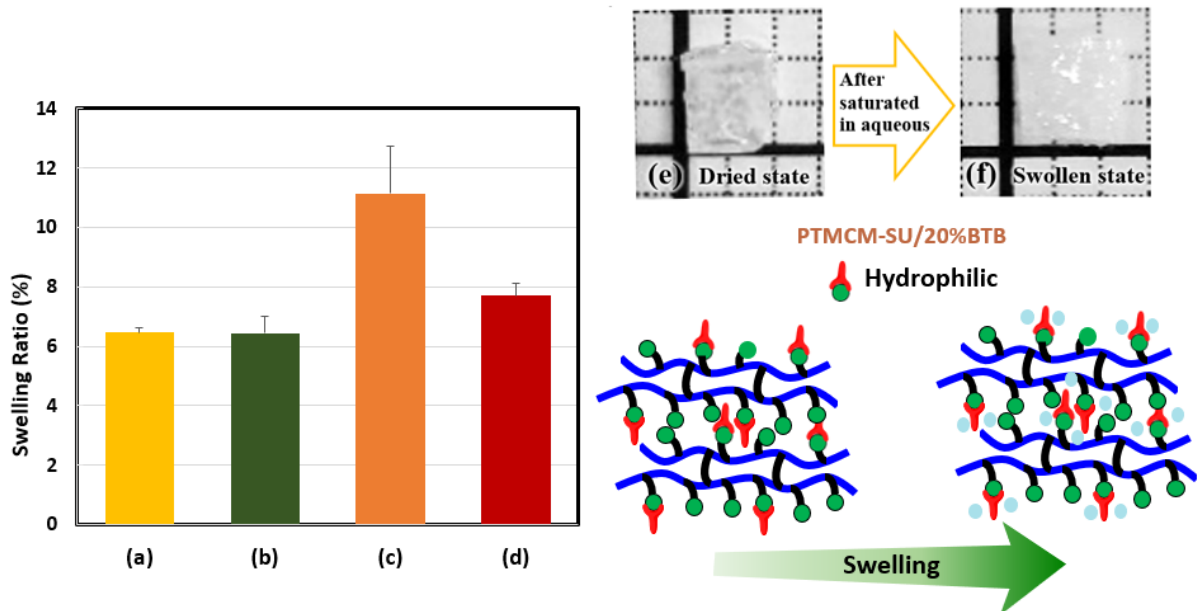 14
12
10
8
6
4
2
0
Swelling Ratio (%)
(a) (b) (c) (d)
(e) Dried state
After
saturated
in aqueous
(f) Swollen state
PTMCM-SU/20%BTB
Hydrophilic
Swelling